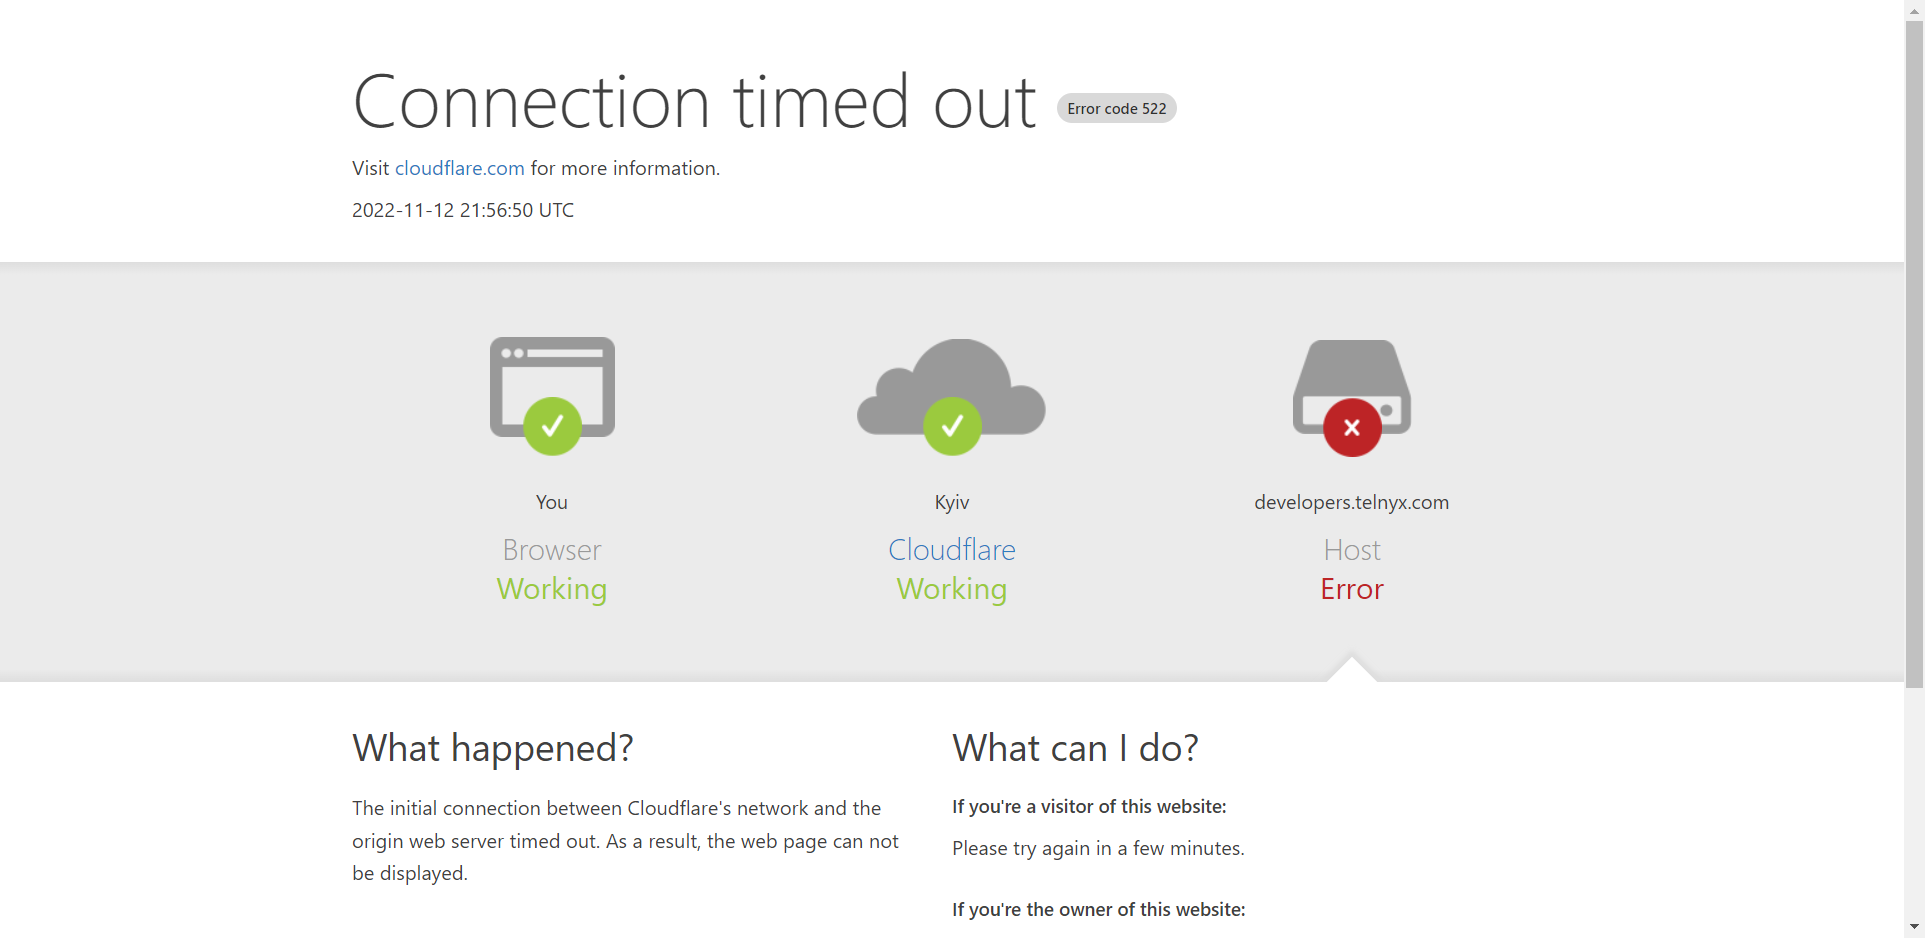 Connection timed out Error code 522
Visit cloudflare.com for more information.
2022-11-12 21:56:50 UTC
You
Browser
Working
Kyiv
Cloudflare
Working
developers.telnyx.com
Host
Error
What happened?
The initial connection between Cloudflare's network and the
origin web server timed out. As a result, the web page can not
be displayed.
What can I do?
If you're a visitor of this website:
Please try again in a few minutes.
If you're the owner of this website: